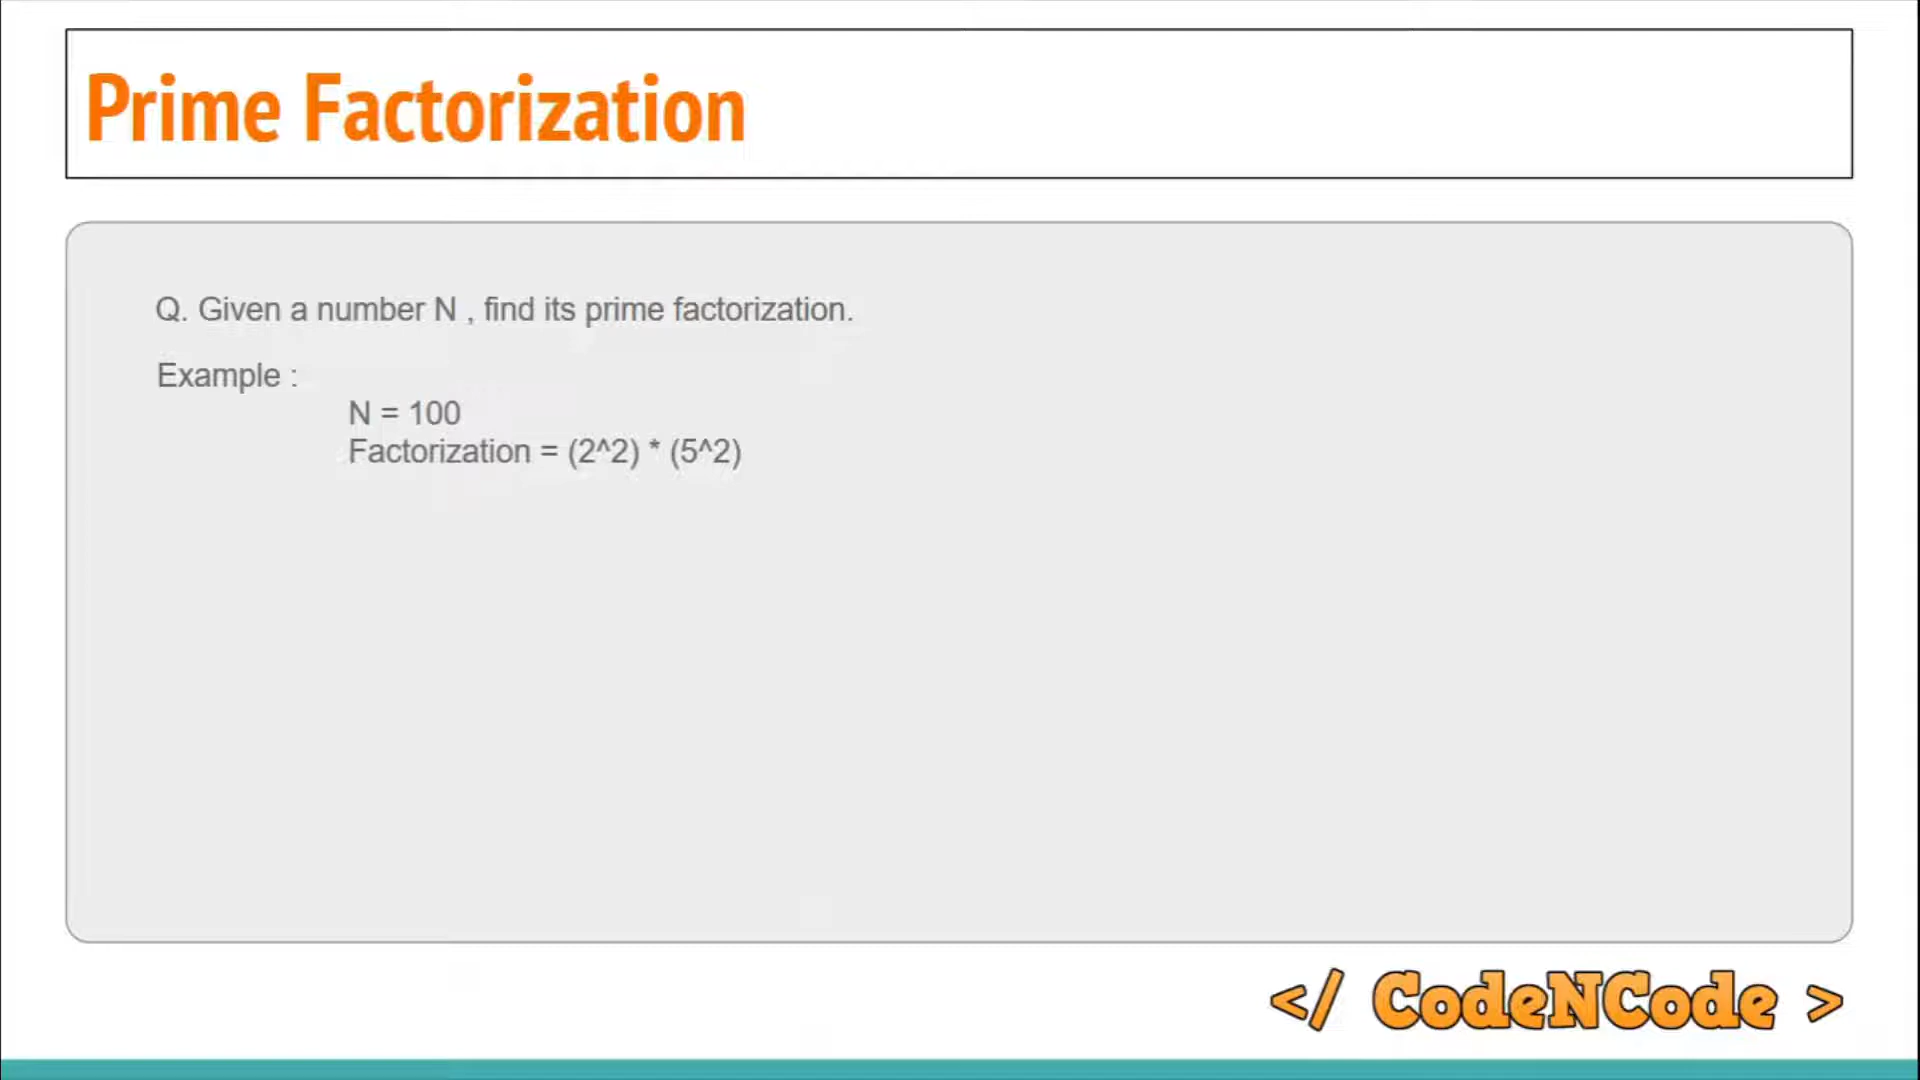 Prime Factorization
Q. Given a number N , find its prime factorization.
Example :
N = 100
Factorization = (2^2) * (5^2)
</ CodeNCode >